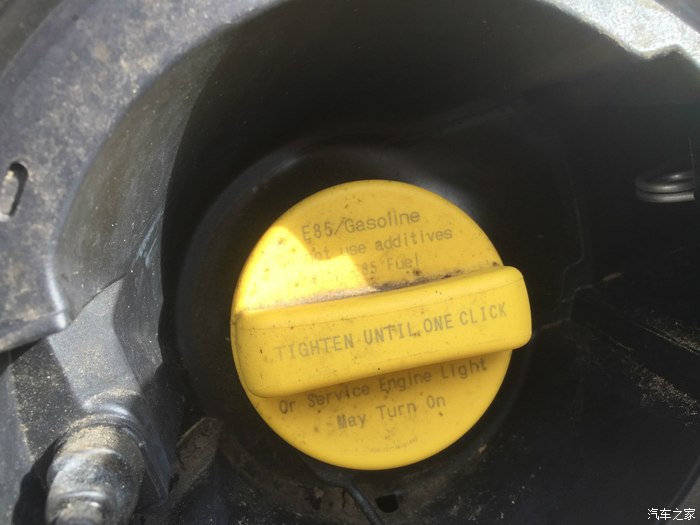 E85/Gasoline
not use additives
85 Fuel
TIGHTEN UNTIL ONE CLICK
Or Service Engine Light
May Turn On
汽车之家